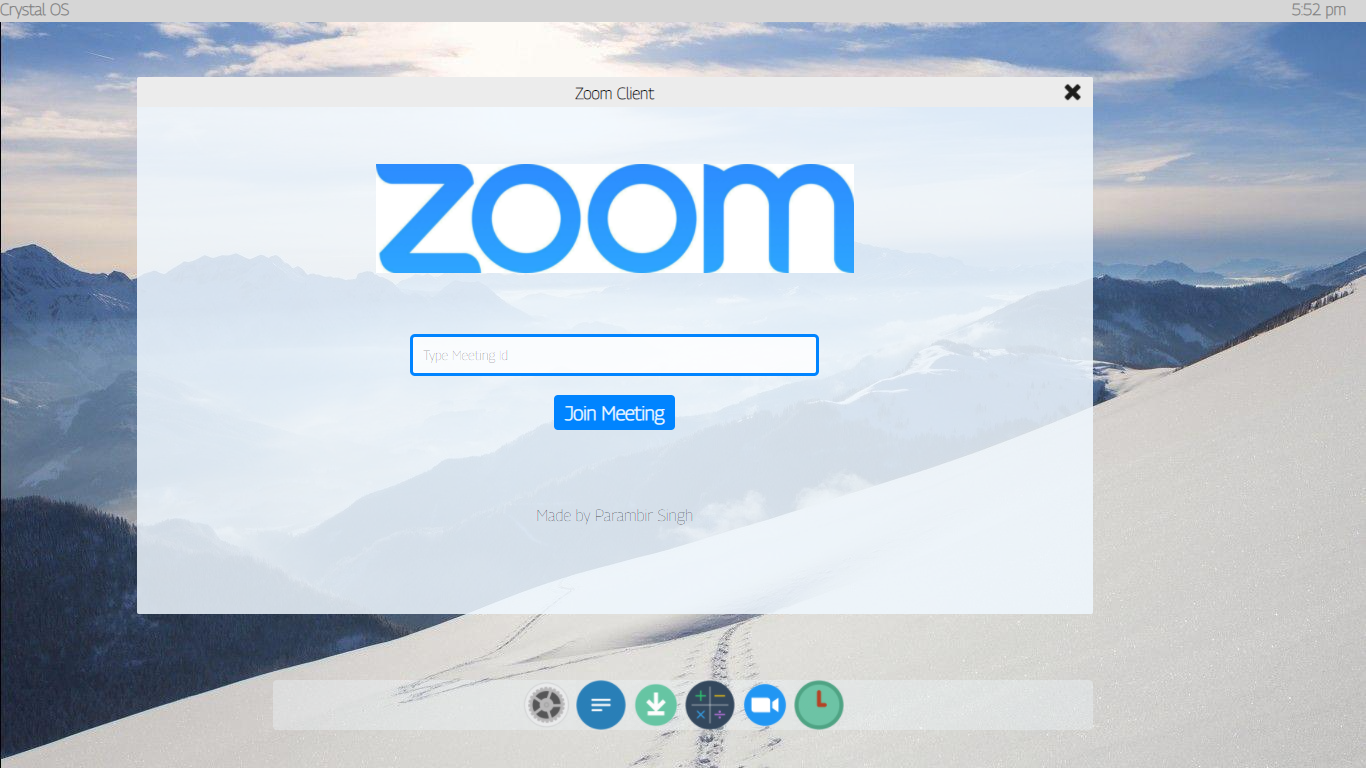 Crystal OS
5:52 pm
Zoom Client
zoom
Type Meeting Id
Join Meeting
Made by Parambir Singh